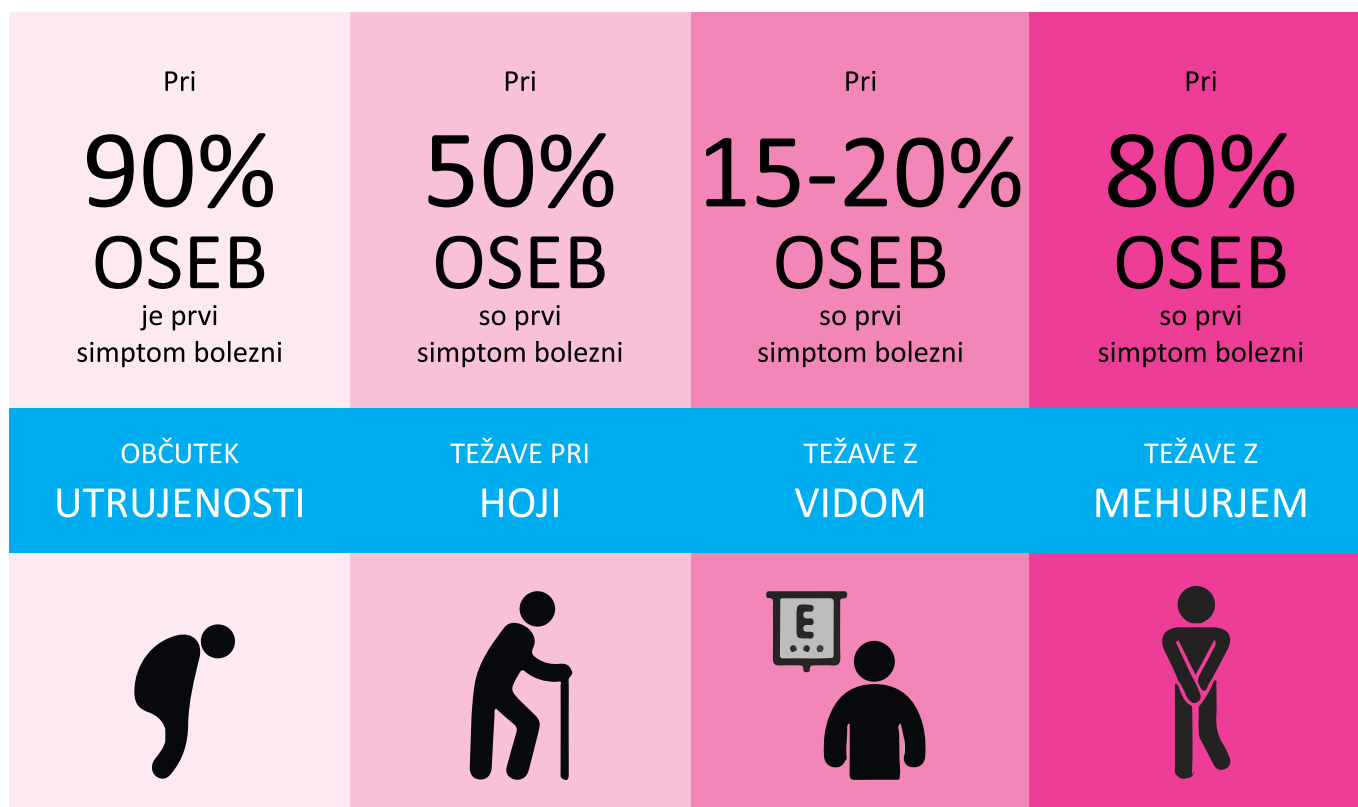 Pri
90%
OSEB
je prvi
simptom bolezni
OBČUTEK
UTRUJENOSTI
Pri
50%
OSEB
so prvi
simptom bolezni
TEŽAVE PRI
HOJI
Pri
15-20%
OSEB
so prvi
simptom bolezni
TEŽAVE Z
VIDOM
E
Pri
80%
OSEB
so prvi
simptom bolezni
TEŽAVE Z
MEHURJEM